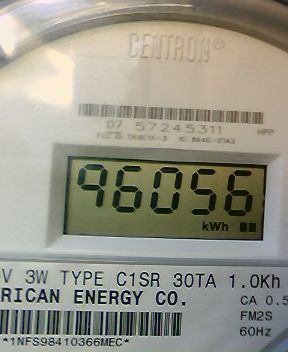 CENTRON®
07 57245311 HPP
96056
kWh
V 3W TYPE C1SR 30TA 1.0Kh
RICAN ENERGY CO. CA 0.5
FM2S
60Hz
*1NFS98410366MEC*